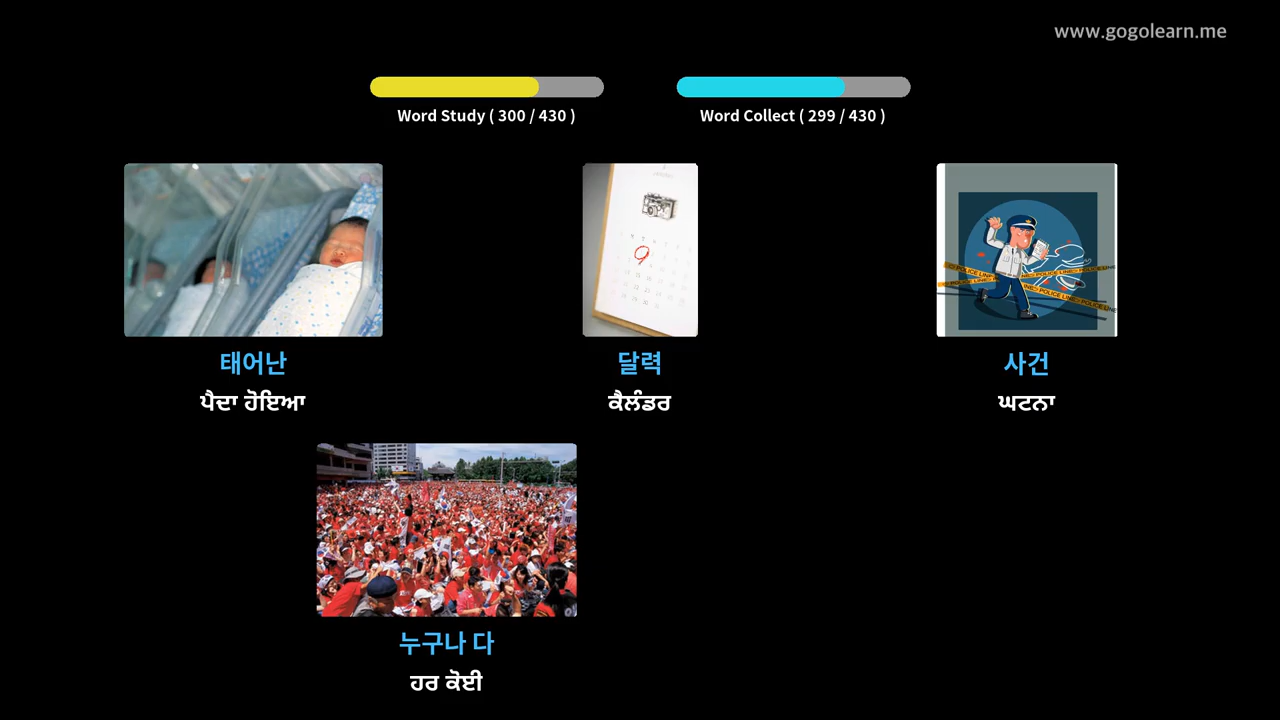 www.gogolearn.me
Word Study ( 300 / 430 )
Word Collect ( 299 / 430 )
태어난
달력
사건
ਪੈਦਾ ਹੋਇਆ
ਕੈਲੰਡਰ
ਘਟਨਾ
누구나 다
ਹਰ ਕੋਈ